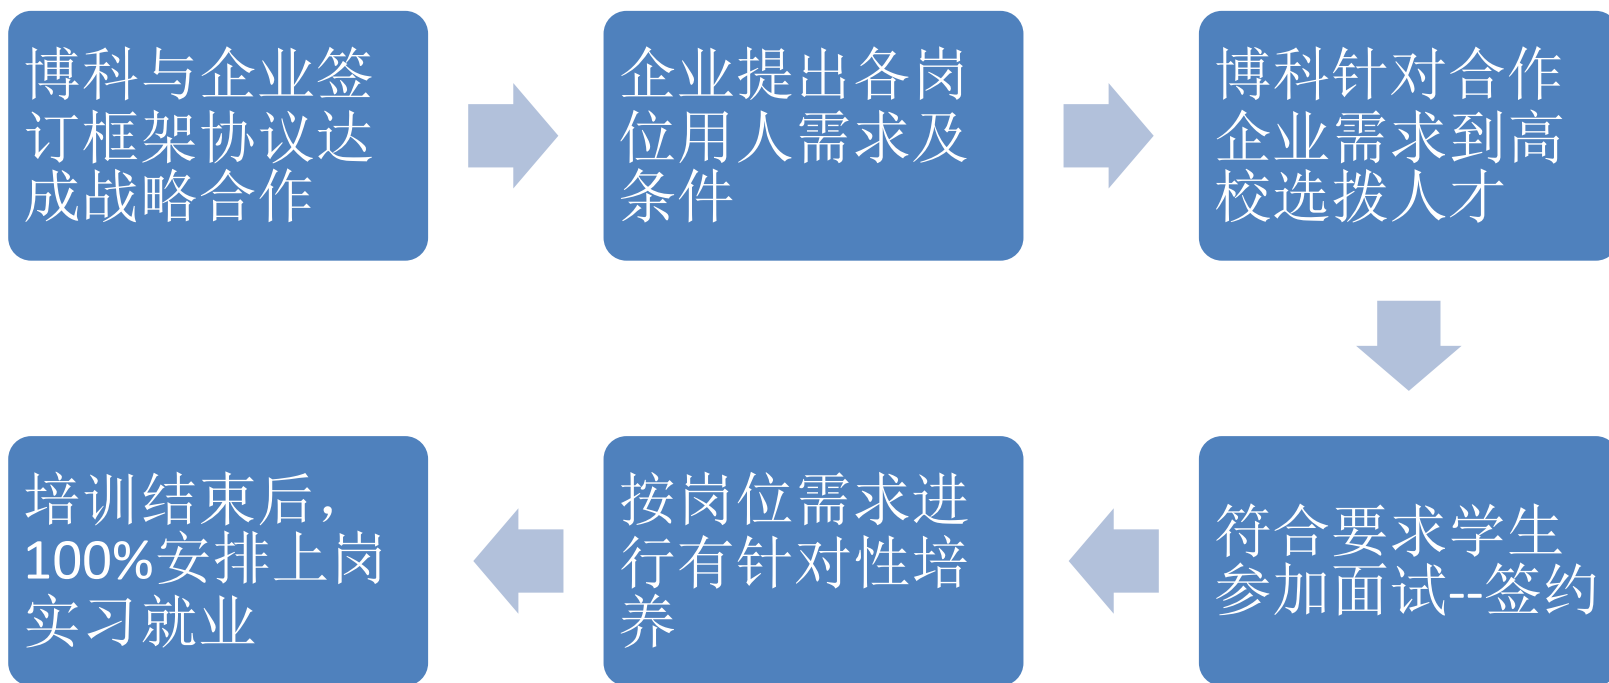 博科与企业签
订框架协议达
成战略合作
企业提出各岗
位用人需求及
条件
博科针对合作
企业需求到高
校选拨人才
符合要求学生
参加面试--签约
按岗位需求进
行有针对性培
养
培训结束后，
100%安排上岗
实习就业